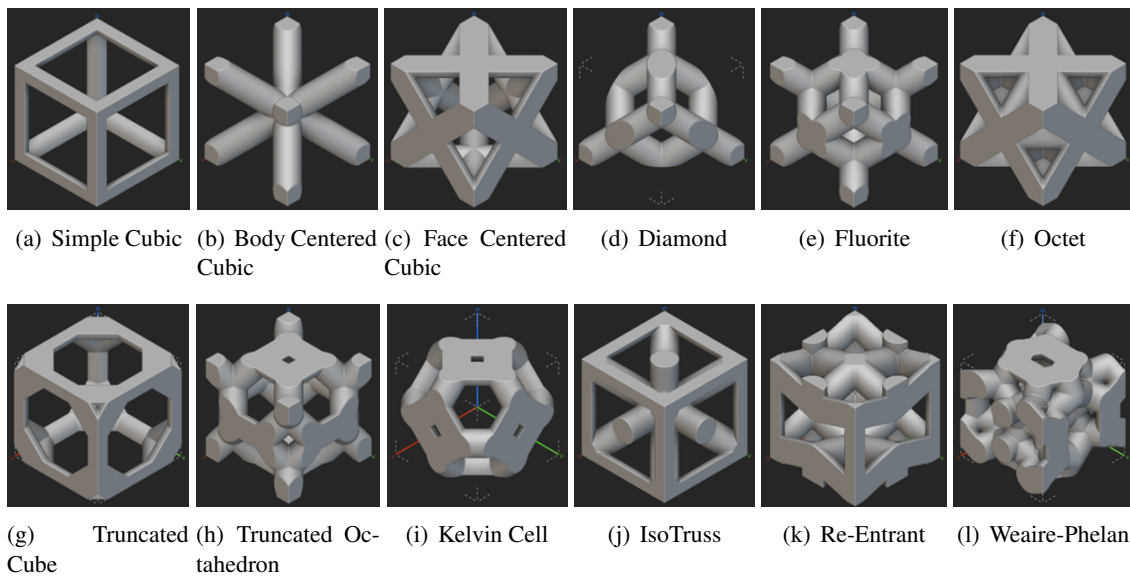 (a) Simple Cubic
(b) Body Centered
Cubic
(c) Face Centered
Cubic
(d) Diamond
(e) Fluorite
(f) Octet
(g) Truncated
Cube
(h) Truncated Oc-
tahedron
(i) Kelvin Cell
(j) IsoTruss
(k) Re-Entrant
(l) Weaire-Phelan